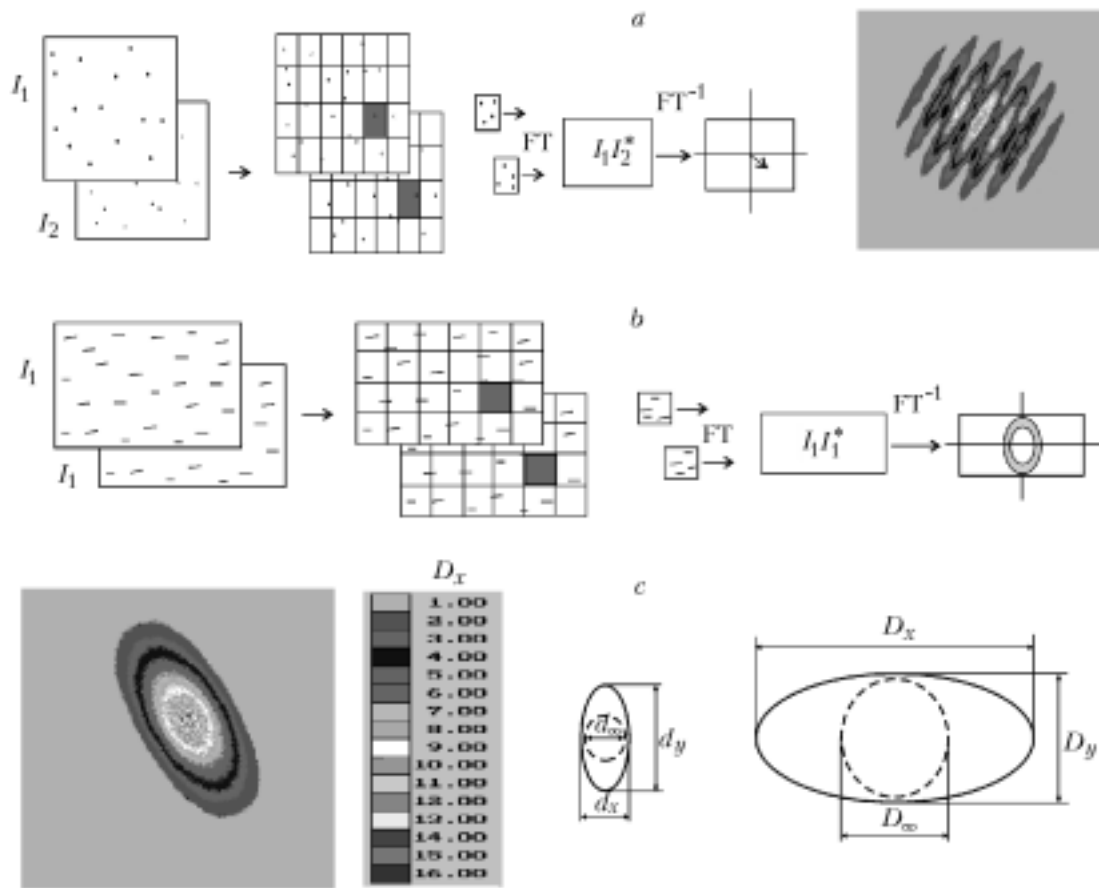 a
I₁
I₂
FT
I₁I₂*
FT⁻¹
b
I₁
I₁
FT
I₁I₁*
FT⁻¹
Dₓ
1.00
2.00
3.00
4.00
5.00
6.00
7.00
8.00
9.00
10.00
11.00
12.00
13.00
14.00
15.00
16.00
c
d∞
d_y
dₓ
Dₓ
D_y
D∞